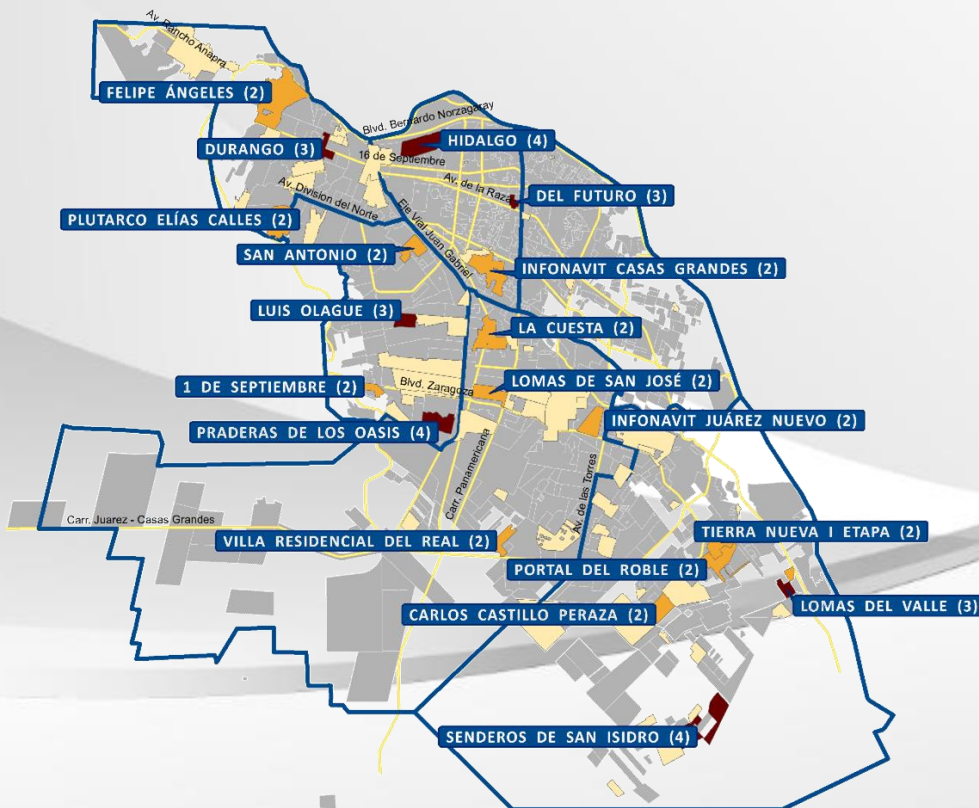 Av. Rancho Anapra
FELIPE ÁNGELES (2)
Blvd. Bernardo Norzagaray
DURANGO (3)
HIDALGO (4)
16 de Septiembre
Av. de la Raza
Av. Division del Norte
DEL FUTURO (3)
PLUTARCO ELÍAS CALLES (2)
Eje Vial Juan Gabriel
SAN ANTONIO (2)
INFONAVIT CASAS GRANDES (2)
LUIS OLAGUE (3)
LA CUESTA (2)
1 DE SEPTIEMBRE (2)
Blvd. Zaragoza
LOMAS DE SAN JOSÉ (2)
PRADERAS DE LOS OASIS (4)
INFONAVIT JUÁREZ NUEVO (2)
Carr. Panamericana
Av. de las Torres
Carr. Juarez - Casas Grandes
VILLA RESIDENCIAL DEL REAL (2)
TIERRA NUEVA I ETAPA (2)
PORTAL DEL ROBLE (2)
CARLOS CASTILLO PERAZA (2)
LOMAS DEL VALLE (3)
SENDEROS DE SAN ISIDRO (4)